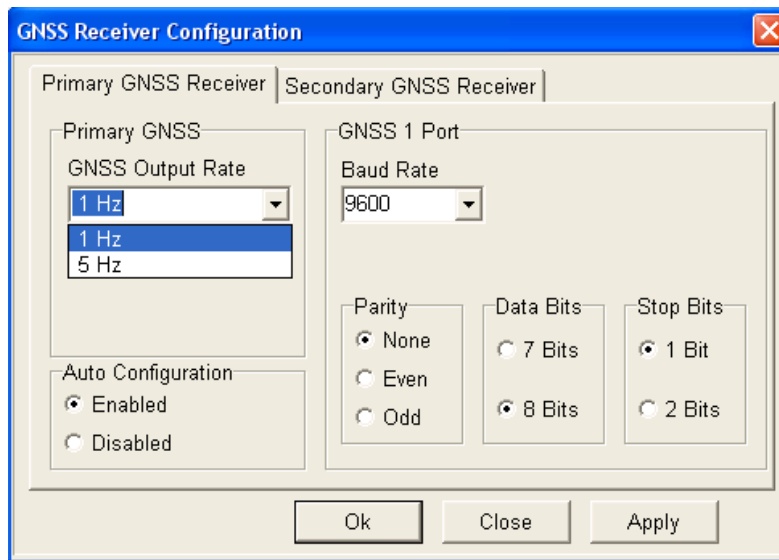 GNSS Receiver Configuration
Primary GNSS Receiver
Secondary GNSS Receiver
Primary GNSS
GNSS Output Rate
1 Hz
1 Hz
5 Hz
Auto Configuration
Enabled
Disabled
GNSS 1 Port
Baud Rate
9600
Parity
None
Even
Odd
Data Bits
7 Bits
8 Bits
Stop Bits
1 Bit
2 Bits
Ok
Close
Apply